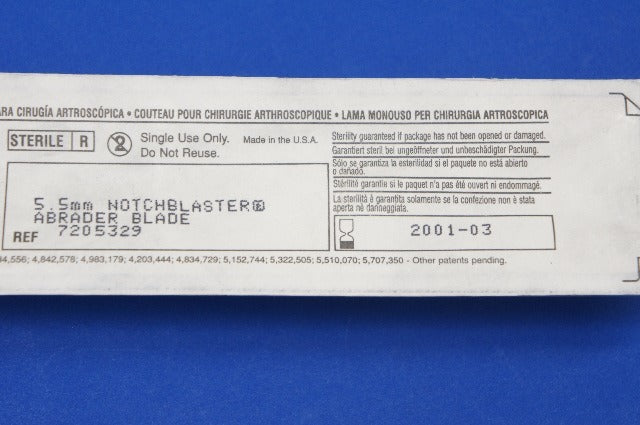 ARA CIRUGÍA ARTROSCÓPICA • COUTEAU POUR CHIRURGIE ARTHROSCOPIQUE • LAMA MONOUSO PER CHIRURGIA ARTROSCOPICA
STERILE R
2
Single Use Only.
Do Not Reuse.
Made in the U.S.A.
5.5mm NOTCHBLASTER®
ABRADER BLADE
REF 7205329
Sterility guaranteed if package has not been opened or damaged.
Garantiert steril bei ungeöffneter und unbeschädigter Packung.
Sólo se garantiza la esterilidad si el paquete no está abierto
o dañado.
Stérilité garantie si le paquet n'a pas été ouvert ni endommagé.
La sterilità è garantita solamente se la confezione non è stata
aperta nè danneggiata.
2001-03
4,556; 4,842,578; 4,983,179; 4,203,444; 4,834,729; 5,152,744; 5,322,505; 5,510,070; 5,707,350 - Other patents pending.